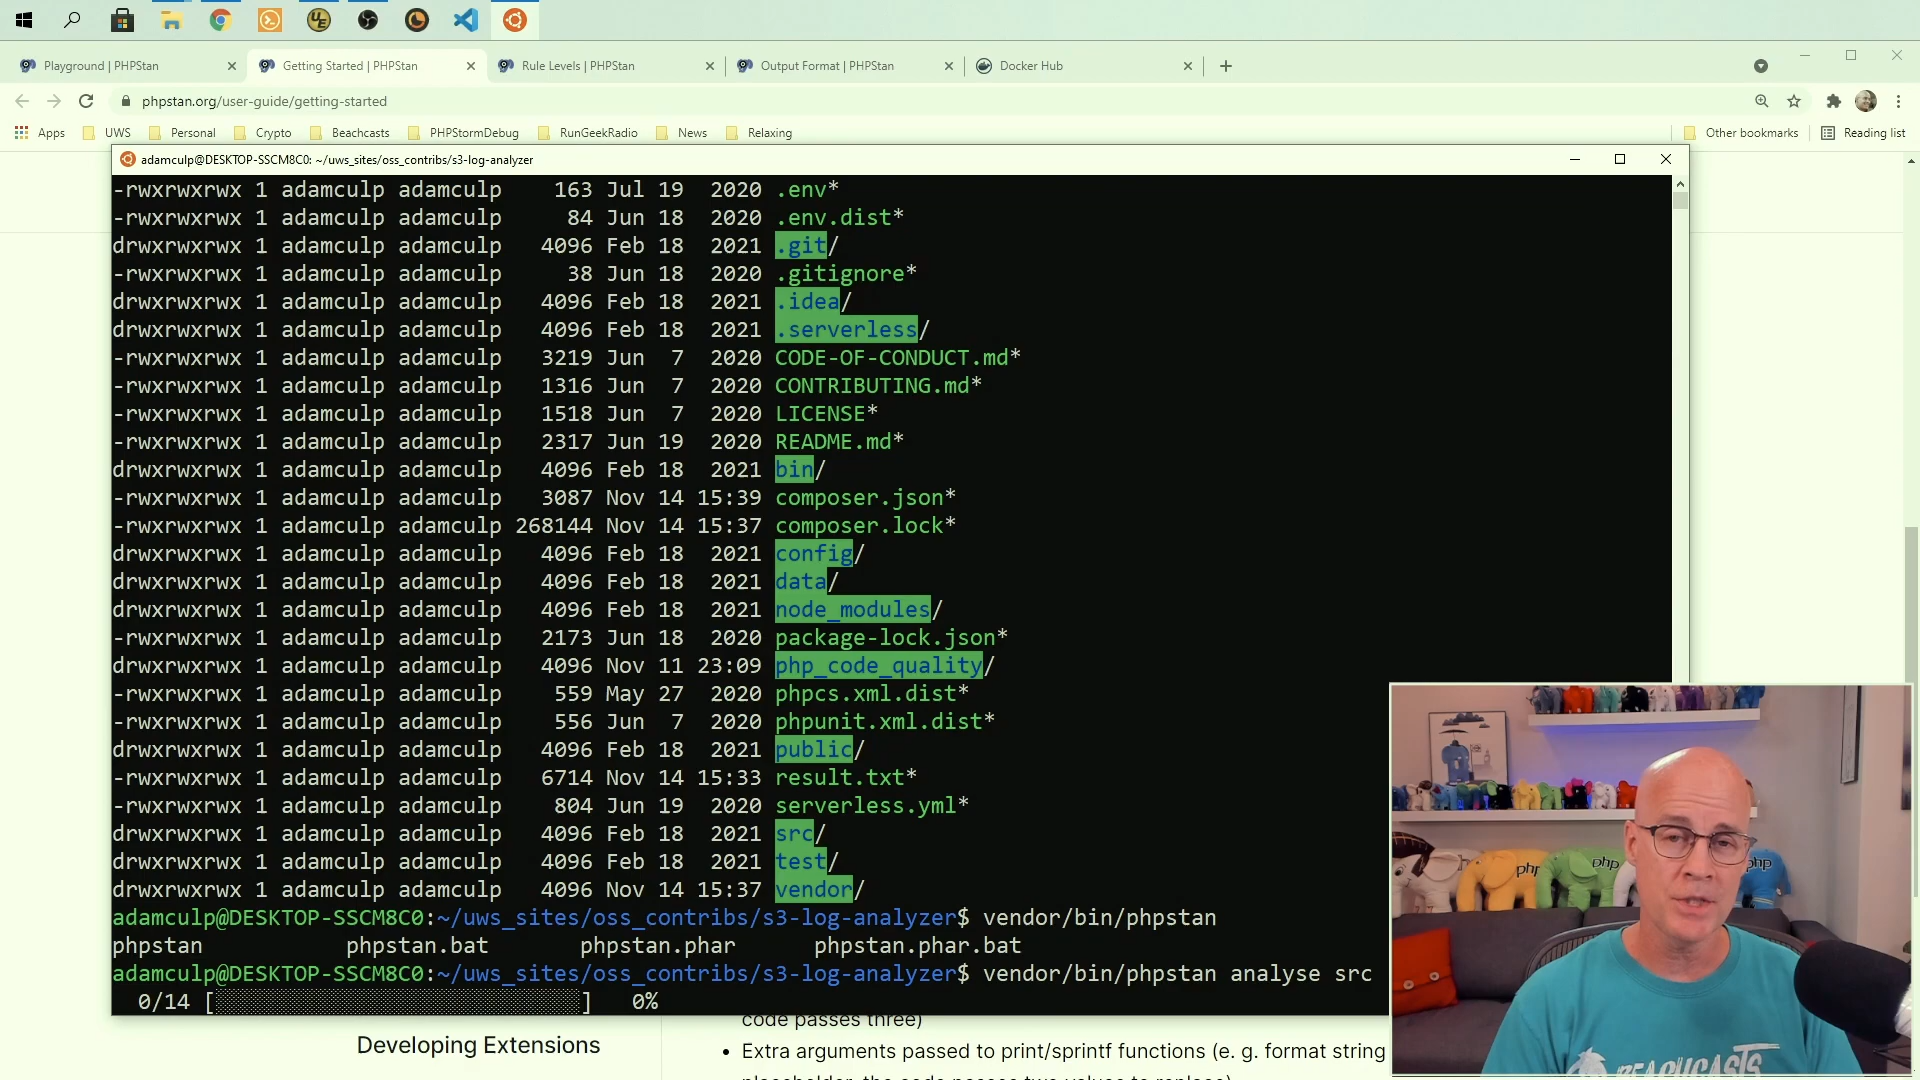 Playground | PHPStan
Getting Started | PHPStan
Rule Levels | PHPStan
Output Format | PHPStan
Docker Hub
phpstan.org/user-guide/getting-started
Apps UWS Personal Crypto Beachcasts PHPStormDebug RunGeekRadio News Relaxing Other bookmarks Reading list
adamculp@DESKTOP-SSCM8C0: ~/uws_sites/oss_contribs/s3-log-analyzer
-rwxrwxrwx 1 adamculp adamculp 163 Jul 19 2020 .env*
-rwxrwxrwx 1 adamculp adamculp 84 Jun 18 2020 .env.dist*
drwxrwxrwx 1 adamculp adamculp 4096 Feb 18 2021 .git/
-rwxrwxrwx 1 adamculp adamculp 38 Jun 18 2020 .gitignore*
drwxrwxrwx 1 adamculp adamculp 4096 Feb 18 2021 .idea/
drwxrwxrwx 1 adamculp adamculp 4096 Feb 18 2021 .serverless/
-rwxrwxrwx 1 adamculp adamculp 3219 Jun 7 2020 CODE-OF-CONDUCT.md*
-rwxrwxrwx 1 adamculp adamculp 1316 Jun 7 2020 CONTRIBUTING.md*
-rwxrwxrwx 1 adamculp adamculp 1518 Jun 7 2020 LICENSE*
-rwxrwxrwx 1 adamculp adamculp 2317 Jun 19 2020 README.md*
drwxrwxrwx 1 adamculp adamculp 4096 Feb 18 2021 bin/
-rwxrwxrwx 1 adamculp adamculp 3087 Nov 14 15:39 composer.json*
-rwxrwxrwx 1 adamculp adamculp 268144 Nov 14 15:37 composer.lock*
drwxrwxrwx 1 adamculp adamculp 4096 Feb 18 2021 config/
drwxrwxrwx 1 adamculp adamculp 4096 Feb 18 2021 data/
drwxrwxrwx 1 adamculp adamculp 4096 Feb 18 2021 node_modules/
-rwxrwxrwx 1 adamculp adamculp 2173 Jun 18 2020 package-lock.json*
drwxrwxrwx 1 adamculp adamculp 4096 Nov 11 23:09 php_code_quality/
-rwxrwxrwx 1 adamculp adamculp 559 May 27 2020 phpcs.xml.dist*
-rwxrwxrwx 1 adamculp adamculp 556 Jun 7 2020 phpunit.xml.dist*
drwxrwxrwx 1 adamculp adamculp 4096 Feb 18 2021 public/
-rwxrwxrwx 1 adamculp adamculp 6714 Nov 14 15:33 result.txt*
-rwxrwxrwx 1 adamculp adamculp 804 Jun 19 2020 serverless.yml*
drwxrwxrwx 1 adamculp adamculp 4096 Feb 18 2021 src/
drwxrwxrwx 1 adamculp adamculp 4096 Feb 18 2021 test/
drwxrwxrwx 1 adamculp adamculp 4096 Nov 14 15:37 vendor/
adamculp@DESKTOP-SSCM8C0:~/uws_sites/oss_contribs/s3-log-analyzer$ vendor/bin/phpstan
phpstan phpstan.bat phpstan.phar phpstan.phar.bat
adamculp@DESKTOP-SSCM8C0:~/uws_sites/oss_contribs/s3-log-analyzer$ vendor/bin/phpstan analyse src
0/14 [ ] 0%
code passes three)
Developing Extensions
• Extra arguments passed to print/sprintf functions (e. g. format string
placeholder, the code passes two values to replace)
php
php
php
BEACHCASTS